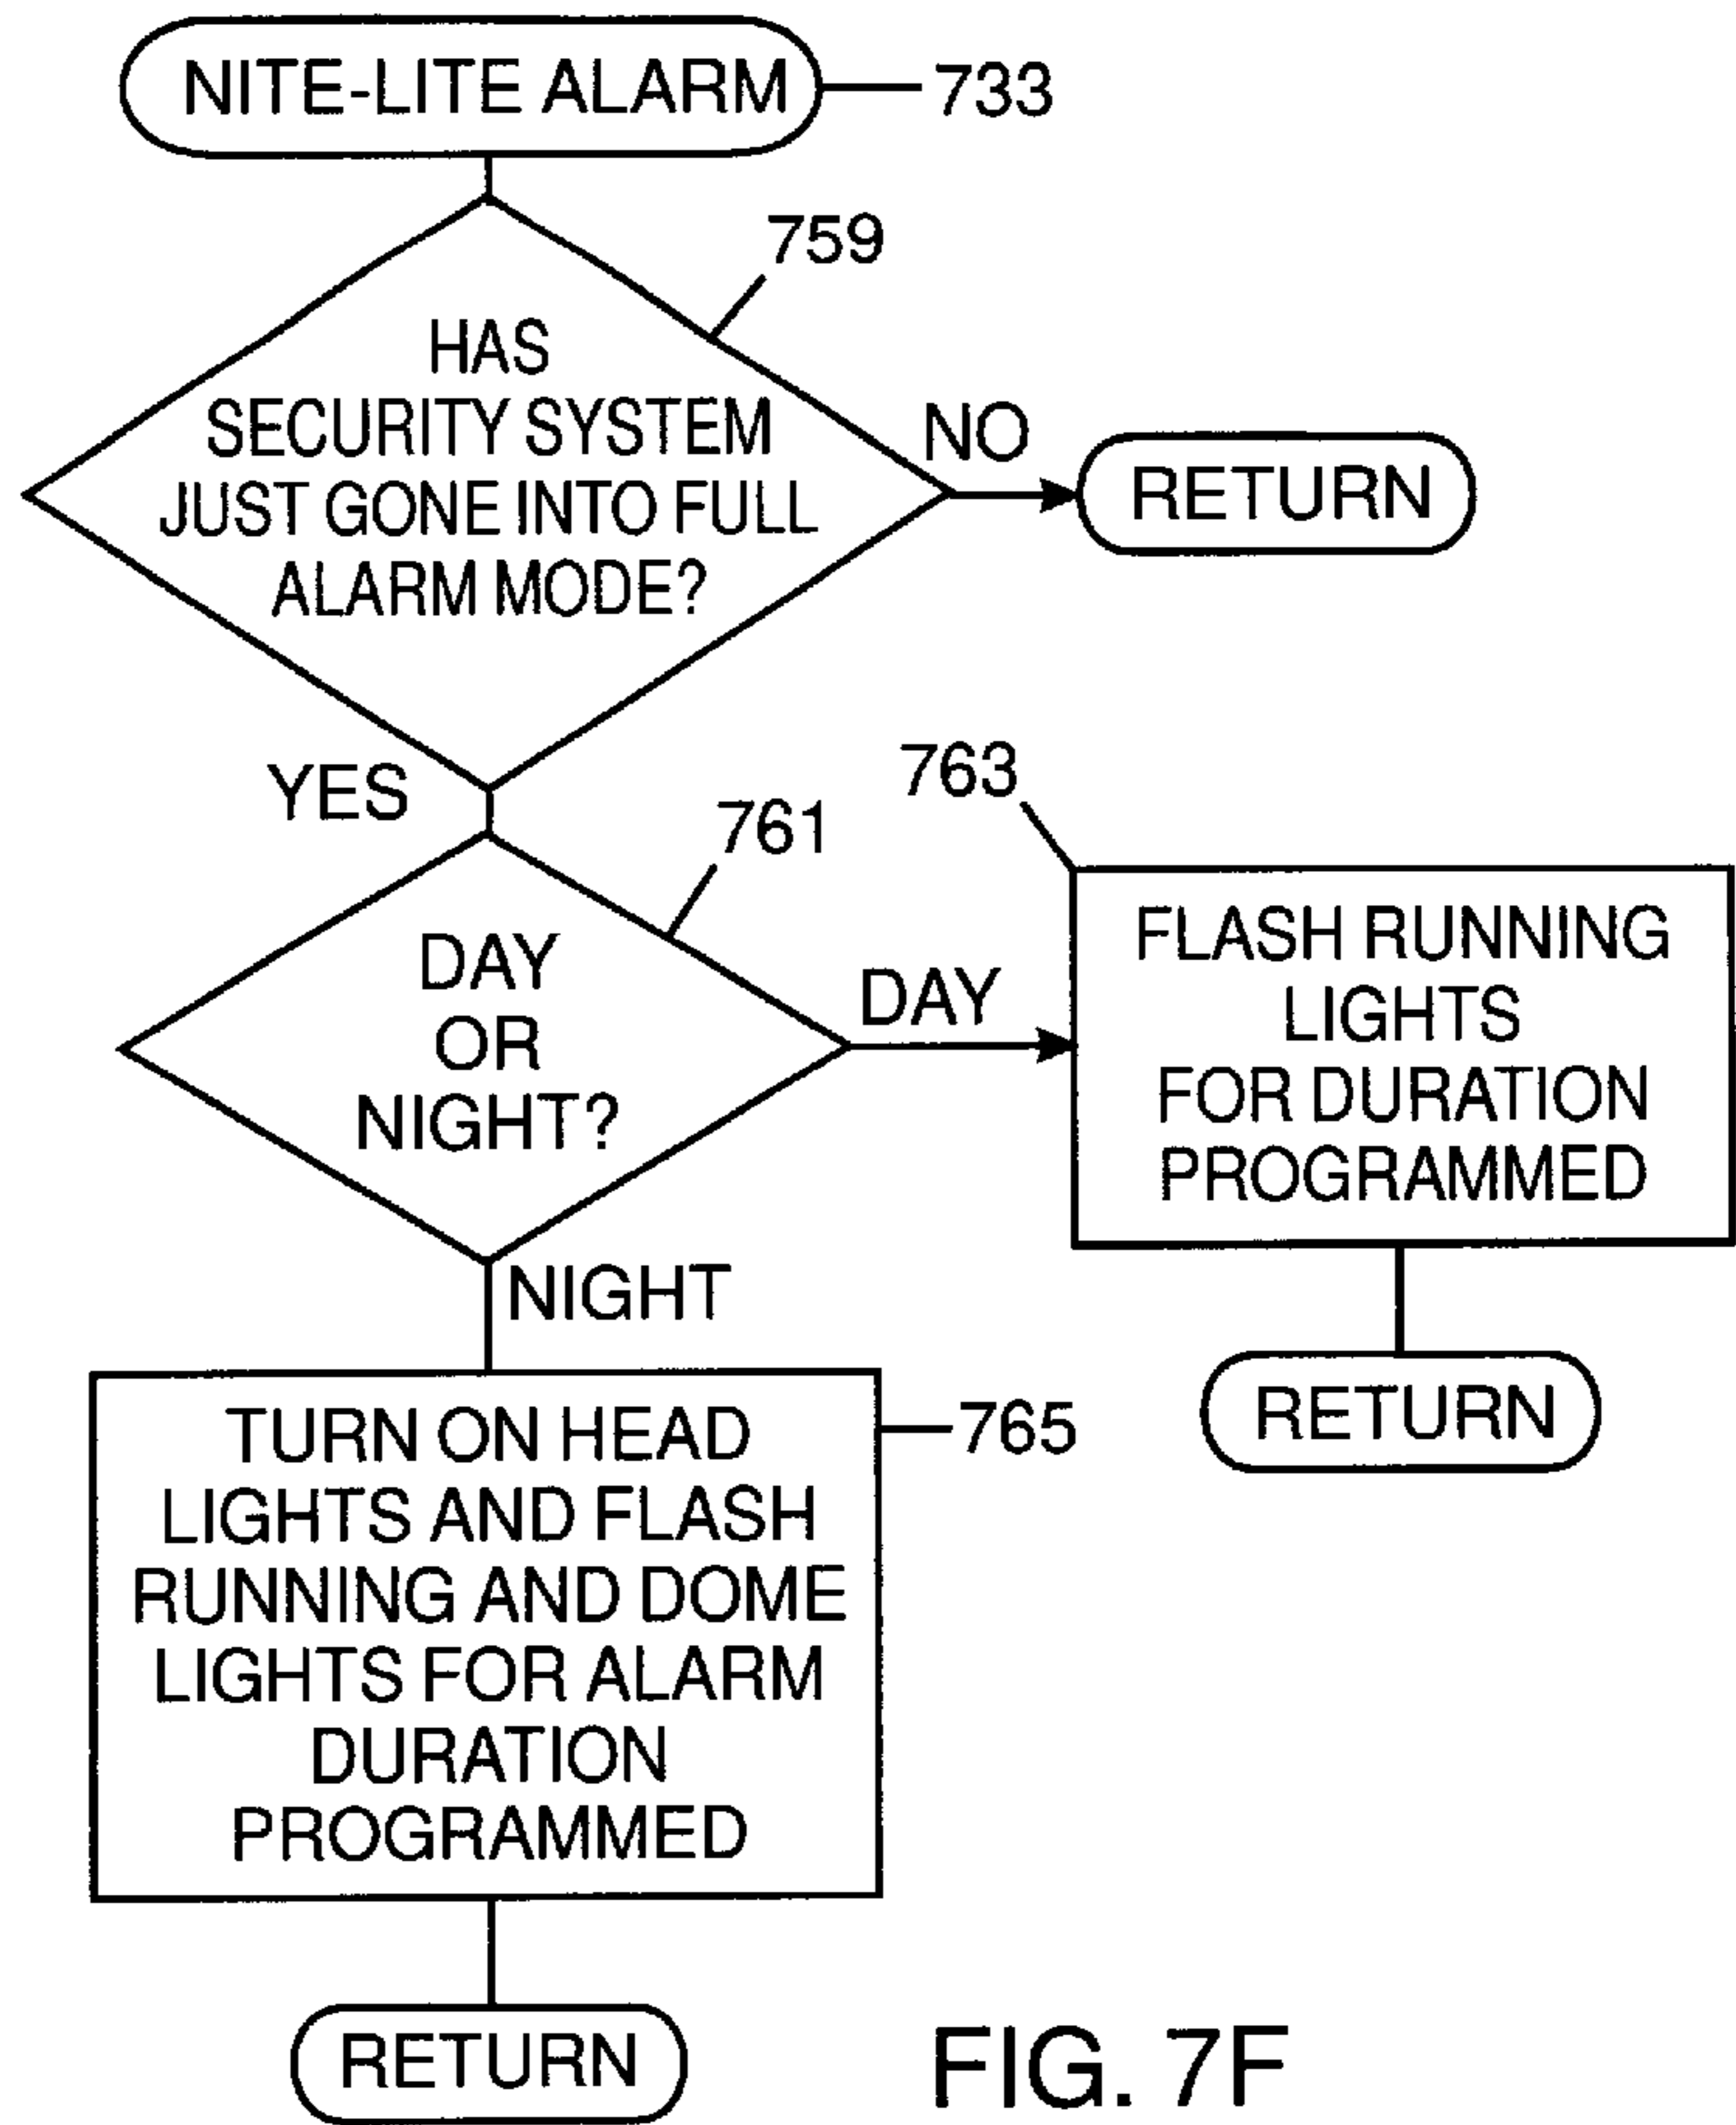 NITE-LITE ALARM
733
759
HAS
SECURITY SYSTEM
JUST GONE INTO FULL
ALARM MODE?
NO
RETURN
YES
761
DAY
OR
NIGHT?
DAY
763
FLASH RUNNING
LIGHTS
FOR DURATION
PROGRAMMED
RETURN
NIGHT
TURN ON HEAD
LIGHTS AND FLASH
RUNNING AND DOME
LIGHTS FOR ALARM
DURATION
PROGRAMMED
765
RETURN
FIG. 7F